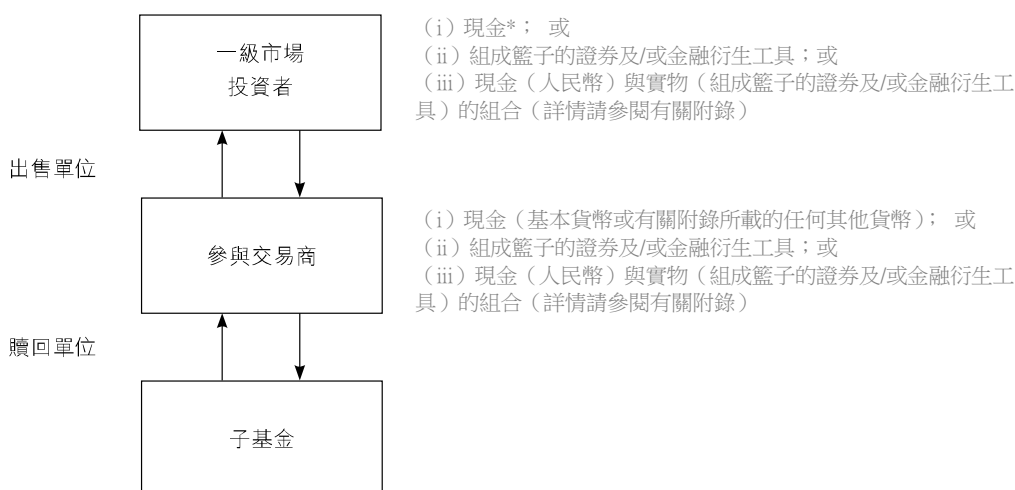 （i）現金*； 或
（ii）組成籃子的證券及/或金融衍生工具；或
（iii）現金（人民幣）與實物（組成籃子的證券及/或金融衍生工
具）的組合（詳情請參閱有關附錄）
一級市場
投資者
出售單位
（i）現金（基本貨幣或有關附錄所載的任何其他貨幣）； 或
（ii）組成籃子的證券及/或金融衍生工具；或
（iii）現金（人民幣）與實物（組成籃子的證券及/或金融衍生工
具）的組合（詳情請參閱有關附錄）
參與交易商
贖回單位
子基金